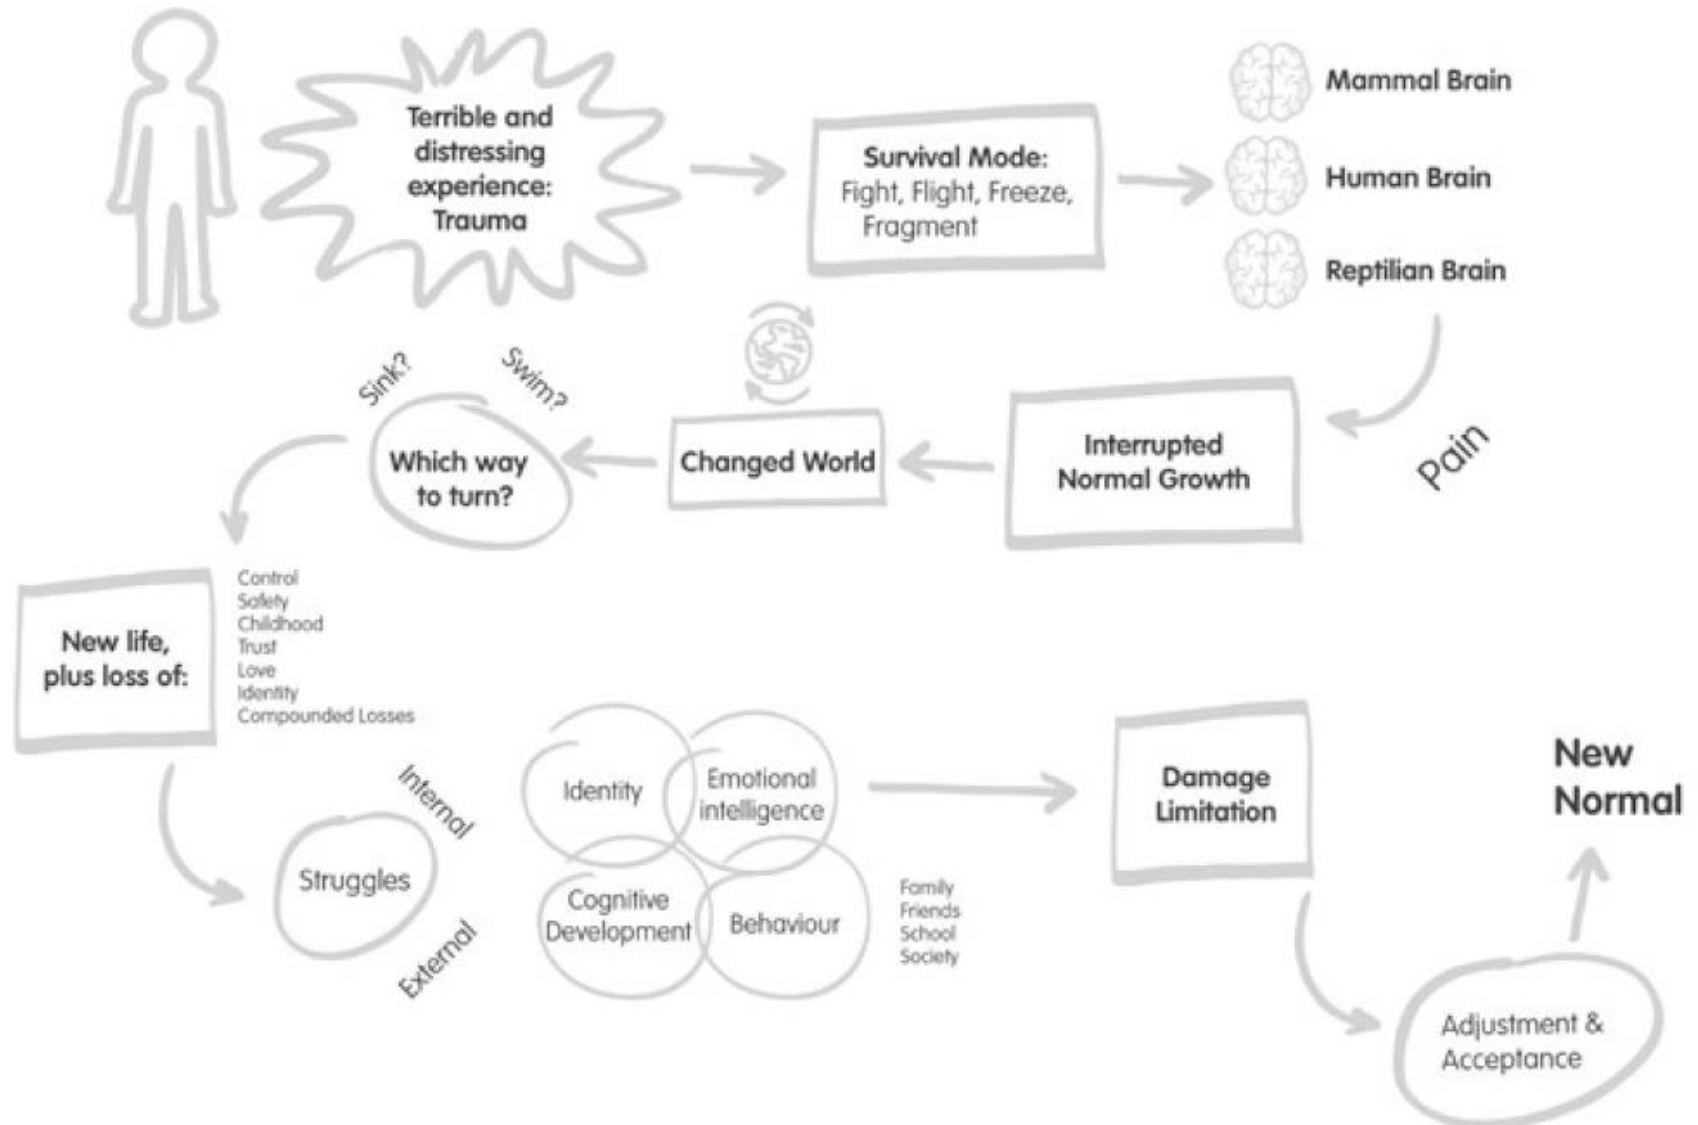 Terrible and
distressing
experience:
Trauma
Survival Mode:
Fight, Flight, Freeze,
Fragment
Mammal Brain
Human Brain
Reptilian Brain
Pain
Interrupted
Normal Growth
Changed World
Sink?
Swim?
Which way
to turn?
New life,
plus loss of:
Control
Safety
Childhood
Trust
Love
Identity
Compounded Losses
Struggles
Internal
External
Identity
Emotional
intelligence
Cognitive
Development
Behaviour
Family
Friends
School
Society
Damage
Limitation
Adjustment &
Acceptance
New
Normal